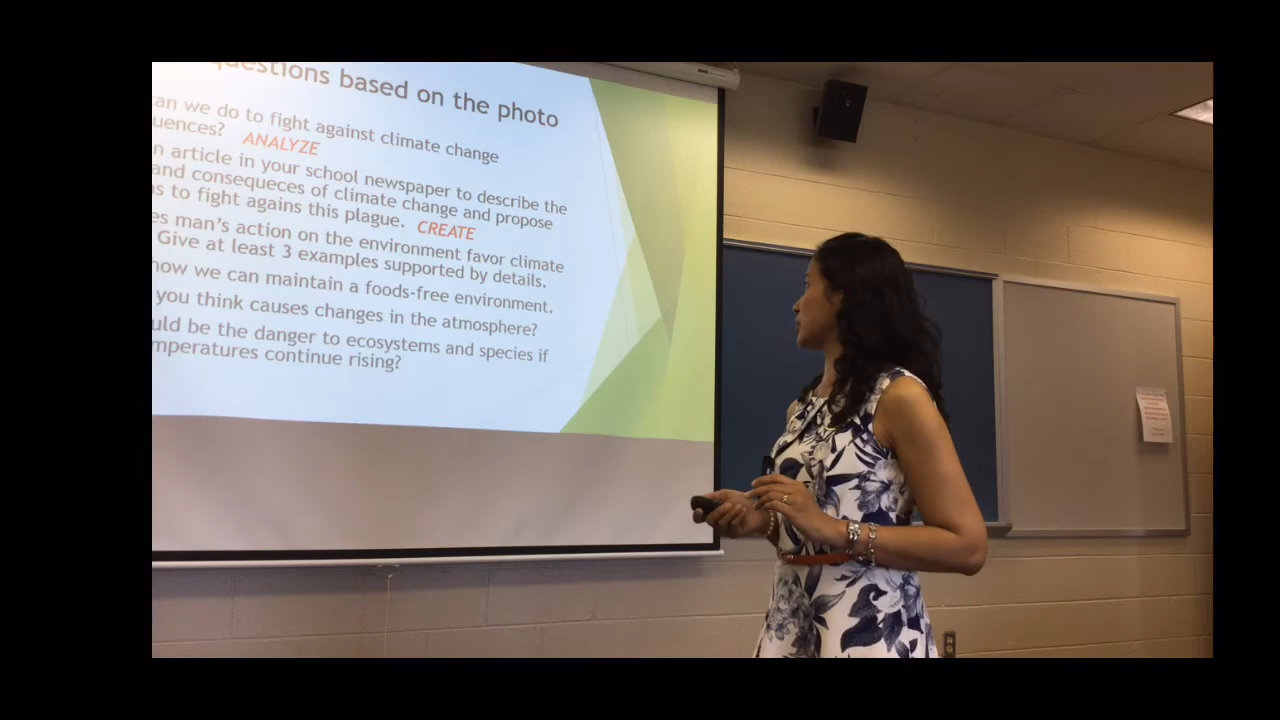 questions based on the photo
can we do to fight against climate change
uences? ANALYZE
n article in your school newspaper to describe the
and consequeces of climate change and propose
ns to fight agains this plague. CREATE
es man's action on the environment favor climate
Give at least 3 examples supported by details.
how we can maintain a foods-free environment.
you think causes changes in the atmosphere?
uld be the danger to ecosystems and species if
mperatures continue rising?